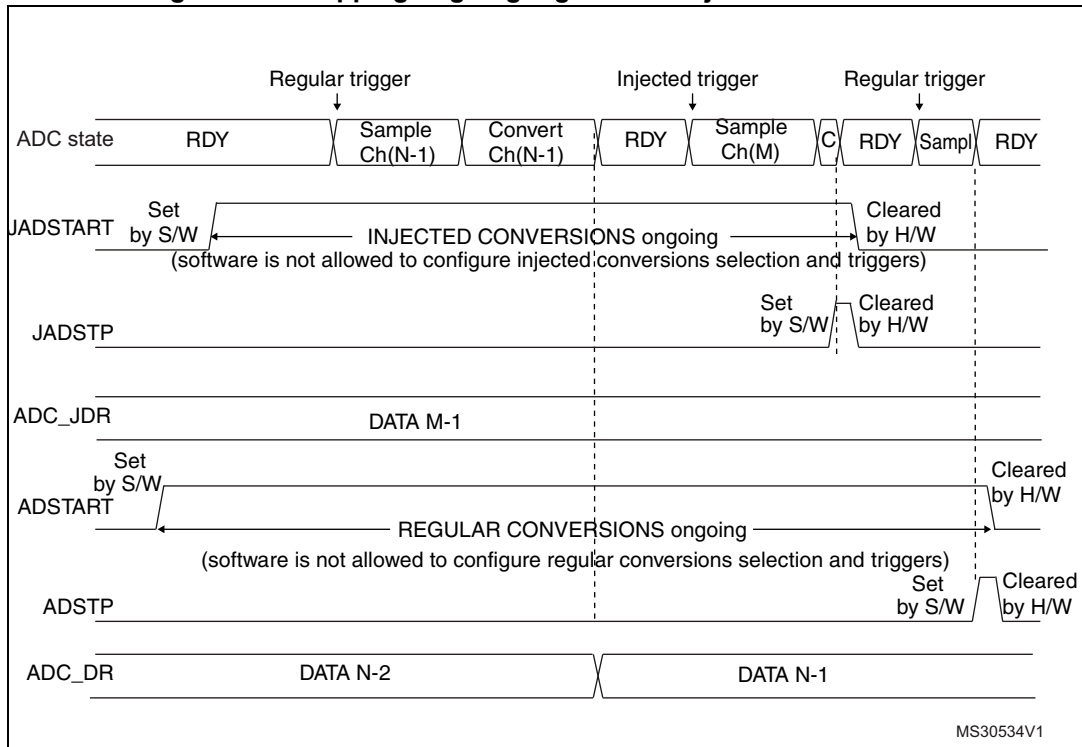 Regular trigger
Injected trigger
Regular trigger
ADC state
RDY
Sample
Ch(N-1)
Convert
Ch(N-1)
RDY
Sample
Ch(M)
C
RDY
Sampl
RDY
JADSTART
Set
by S/W
INJECTED CONVERSIONS ongoing
Cleared
by H/W
(software is not allowed to configure injected conversions selection and triggers)
JADSTP
Set
by S/W
Cleared
by H/W
ADC_JDR
DATA M-1
ADSTART
Set
by S/W
REGULAR CONVERSIONS ongoing
Cleared
by H/W
(software is not allowed to configure regular conversions selection and triggers)
ADSTP
Set
by S/W
Cleared
by H/W
ADC_DR
DATA N-2
DATA N-1
MS30534V1